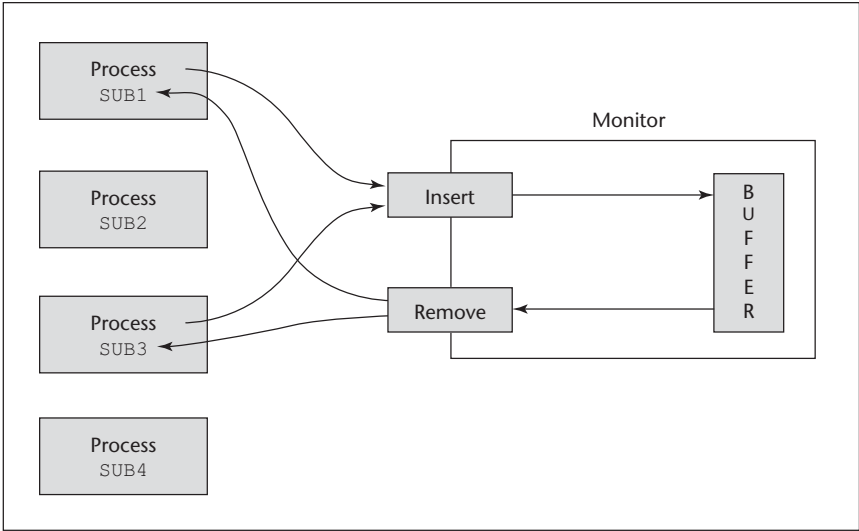 Process
SUB1
Process
SUB2
Process
SUB3
Process
SUB4
Monitor
Insert
Remove
B
U
F
F
E
R